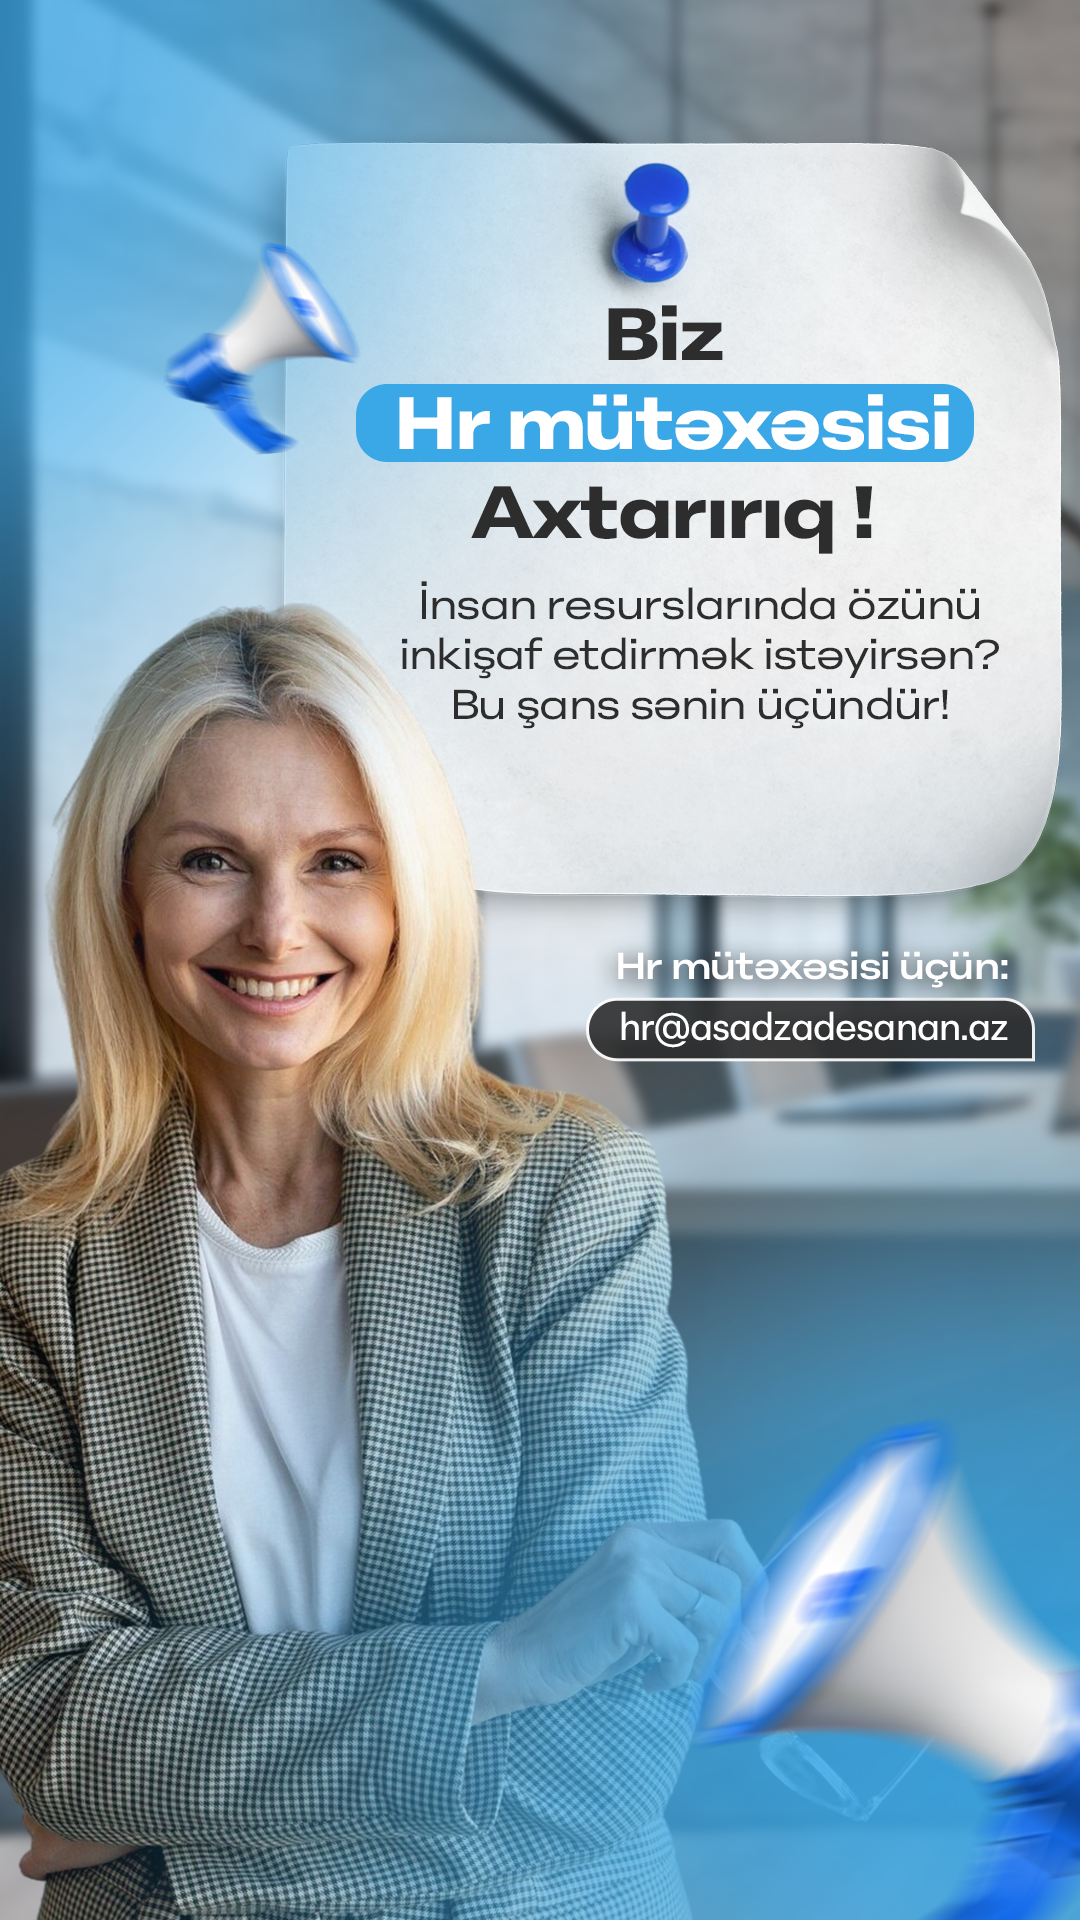 Biz
Hr mütəxəsisi
Axtarırıq !
İnsan resurslarında özünü
inkişaf etdirmək istəyirsən?
Bu şans sənin üçündür!
Hr mütəxəsisi üçün:
hr@asadzadesanan.az